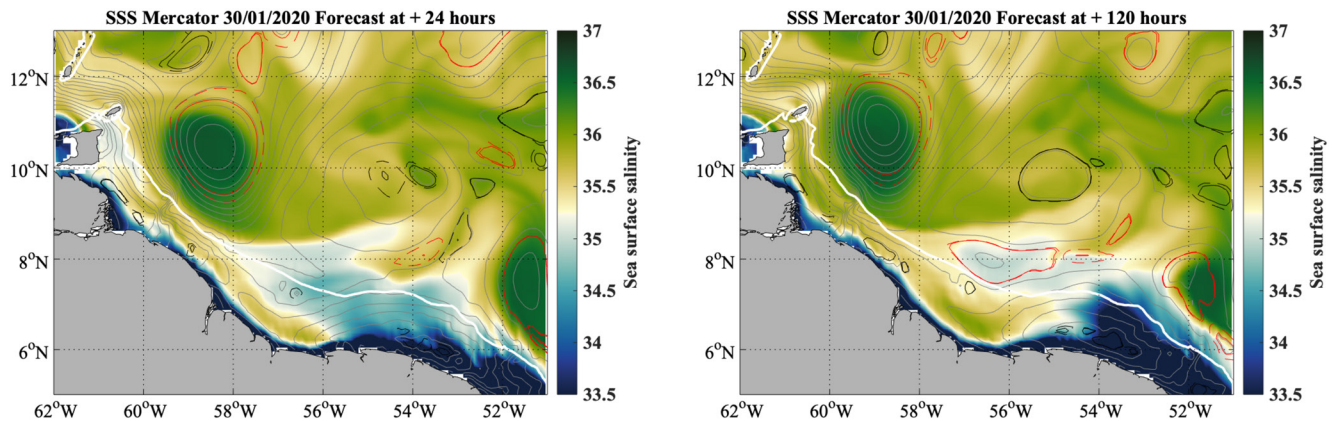 SSS Mercator 30/01/2020 Forecast at + 24 hours
12°N
10°N
8°N
6°N
62°W 60°W 58°W 56°W 54°W 52°W
37
36.5
36
35.5
35
34.5
34
33.5
Sea surface salinity
SSS Mercator 30/01/2020 Forecast at + 120 hours
12°N
10°N
8°N
6°N
62°W 60°W 58°W 56°W 54°W 52°W
37
36.5
36
35.5
35
34.5
34
33.5
Sea surface salinity